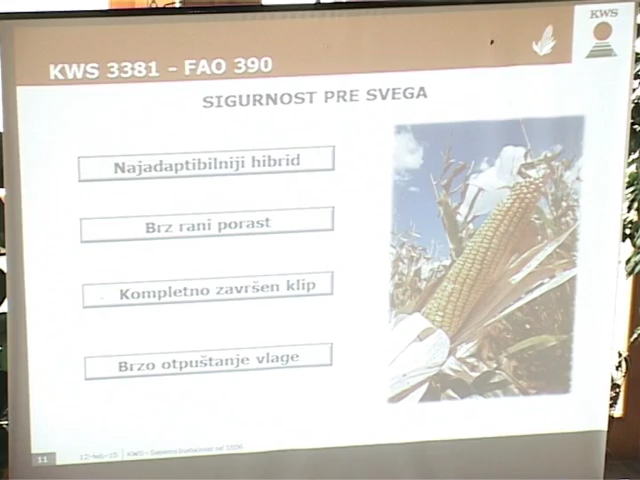 KWS
KWS 3381 - FAO 390
SIGURNOST PRE SVEGA
Najadaptibilniji hibrid
Brz rani porast
Kompletno završen klip
Brzo otpuštanje vlage
11
KWS